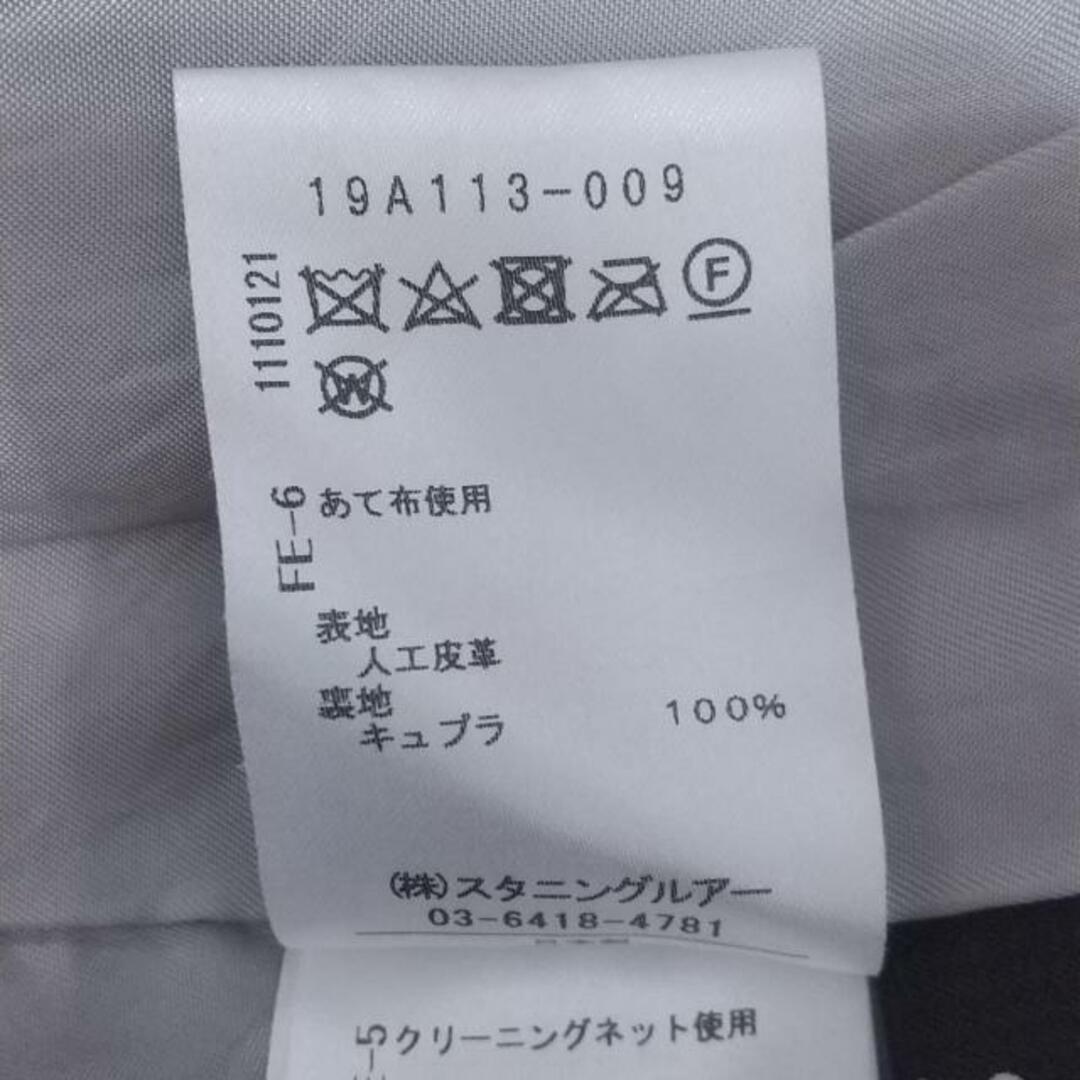 19A113-009
1110121
F
W
FE-6
あて布使用
表地
人工皮革
裏地
キュプラ 100%
(株)スタニングルアー
03-6418-4781
クリーニングネット使用